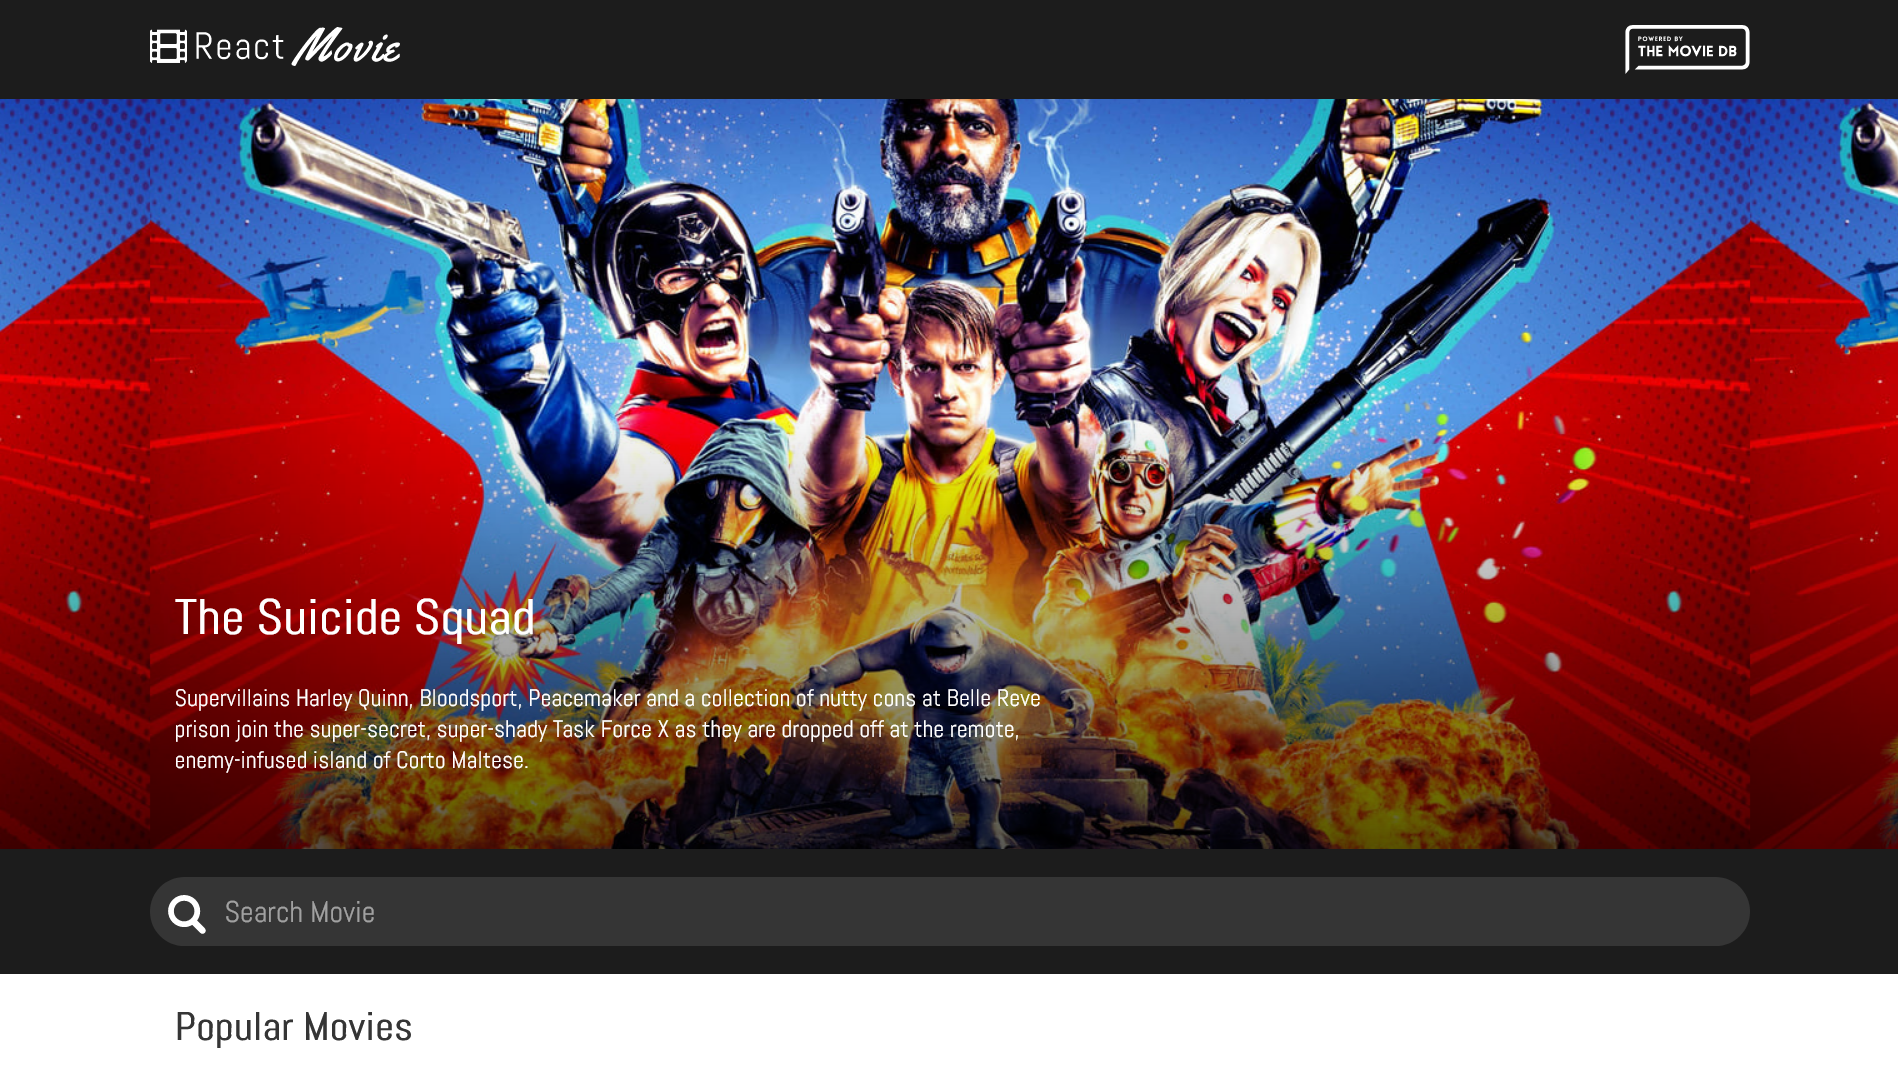 React Movie
POWERED BY
THE MOVIE DB
The Suicide Squad
Supervillains Harley Quinn, Bloodsport, Peacemaker and a collection of nutty cons at Belle Reve
prison join the super-secret, super-shady Task Force X as they are dropped off at the remote,
enemy-infused island of Corto Maltese.
Search Movie
Popular Movies